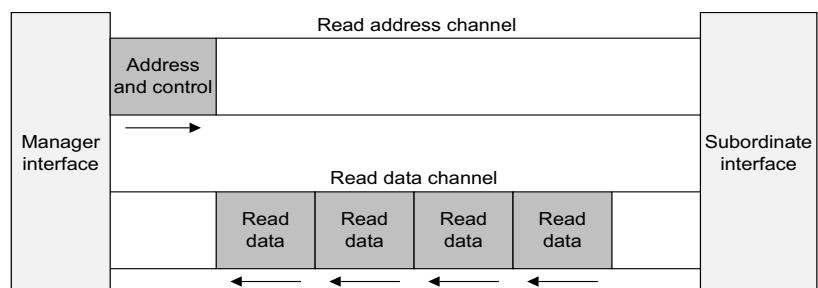 Read address channel
Address
and control
Manager
interface
Subordinate
interface
Read data channel
Read
data
Read
data
Read
data
Read
data